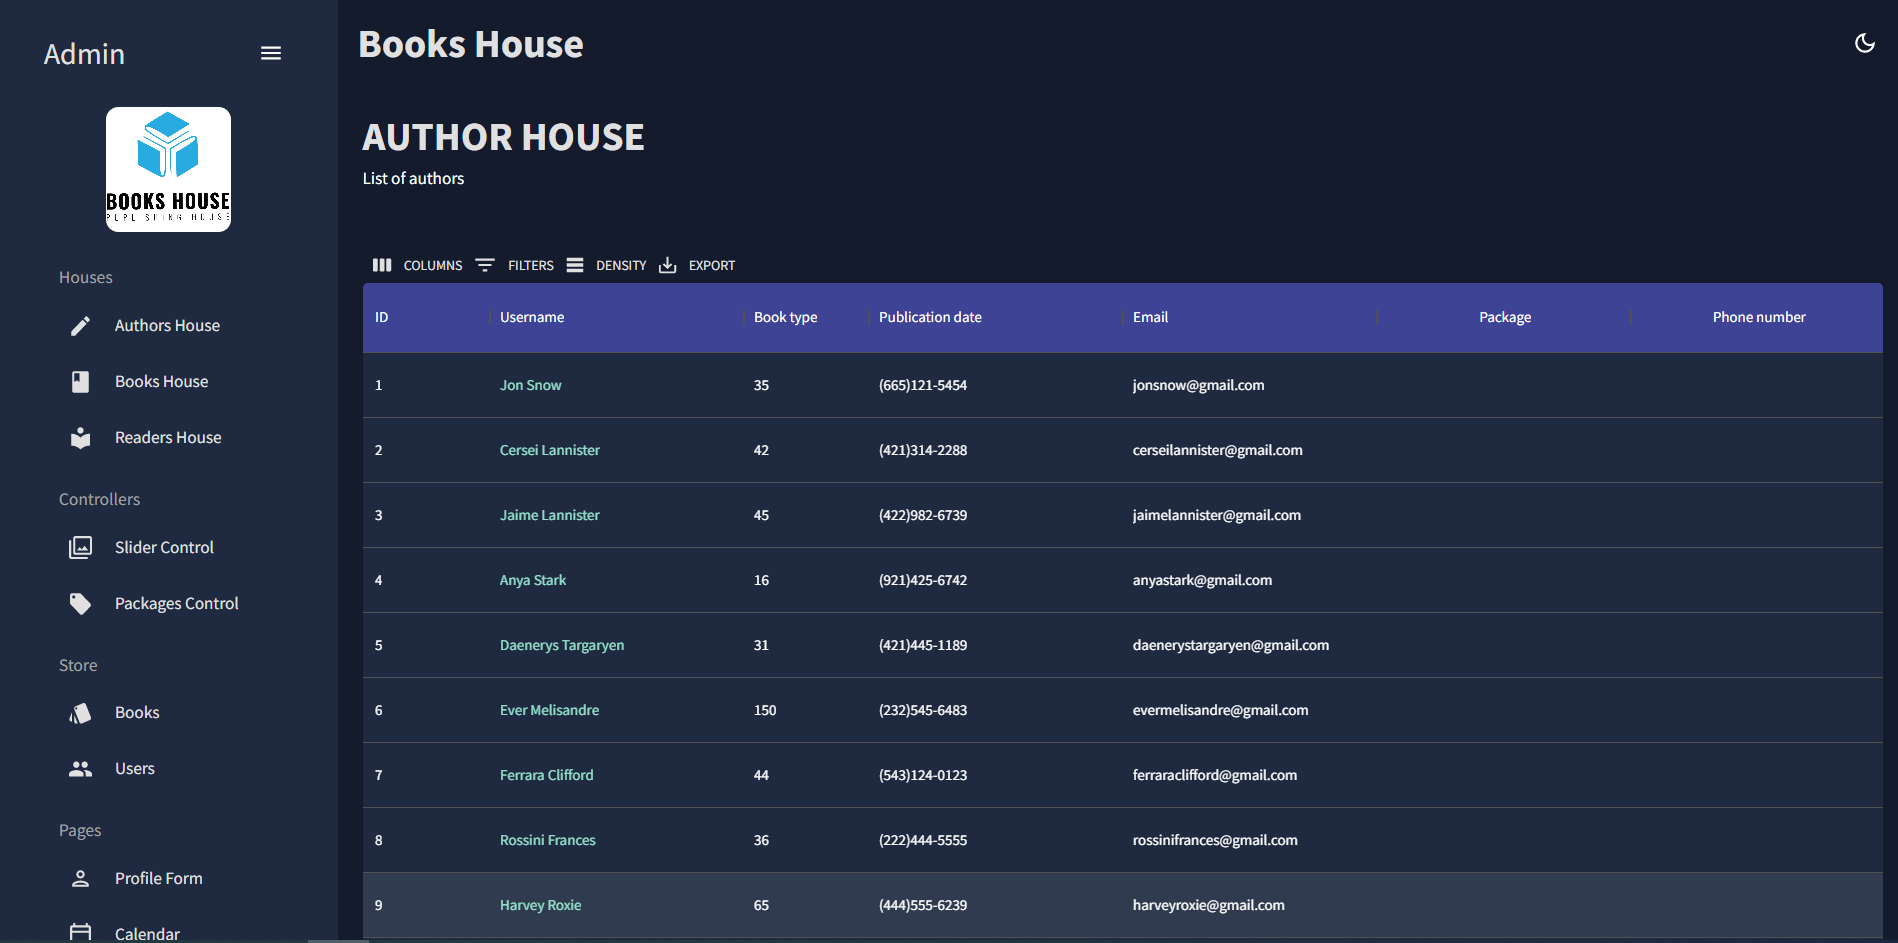 Admin
BOOKS HOUSE
Houses
Authors House
Books House
Readers House
Controllers
Slider Control
Packages Control
Store
Books
Users
Pages
Profile Form
Calendar
Books House
AUTHOR HOUSE
List of authors
COLUMNS FILTERS DENSITY EXPORT
ID Username Book type Publication date Email Package Phone number
1 Jon Snow 35 (665)121-5454 jonsnow@gmail.com
2 Cersei Lannister 42 (421)314-2288 cerseilannister@gmail.com
3 Jaime Lannister 45 (422)982-6739 jaimelannister@gmail.com
4 Anya Stark 16 (921)425-6742 anyastark@gmail.com
5 Daenerys Targaryen 31 (421)445-1189 daenerystargaryen@gmail.com
6 Ever Melisandre 150 (232)545-6483 evermelisandre@gmail.com
7 Ferrara Clifford 44 (543)124-0123 ferraraclifford@gmail.com
8 Rossini Frances 36 (222)444-5555 rossinifrances@gmail.com
9 Harvey Roxie 65 (444)555-6239 harveyroxie@gmail.com